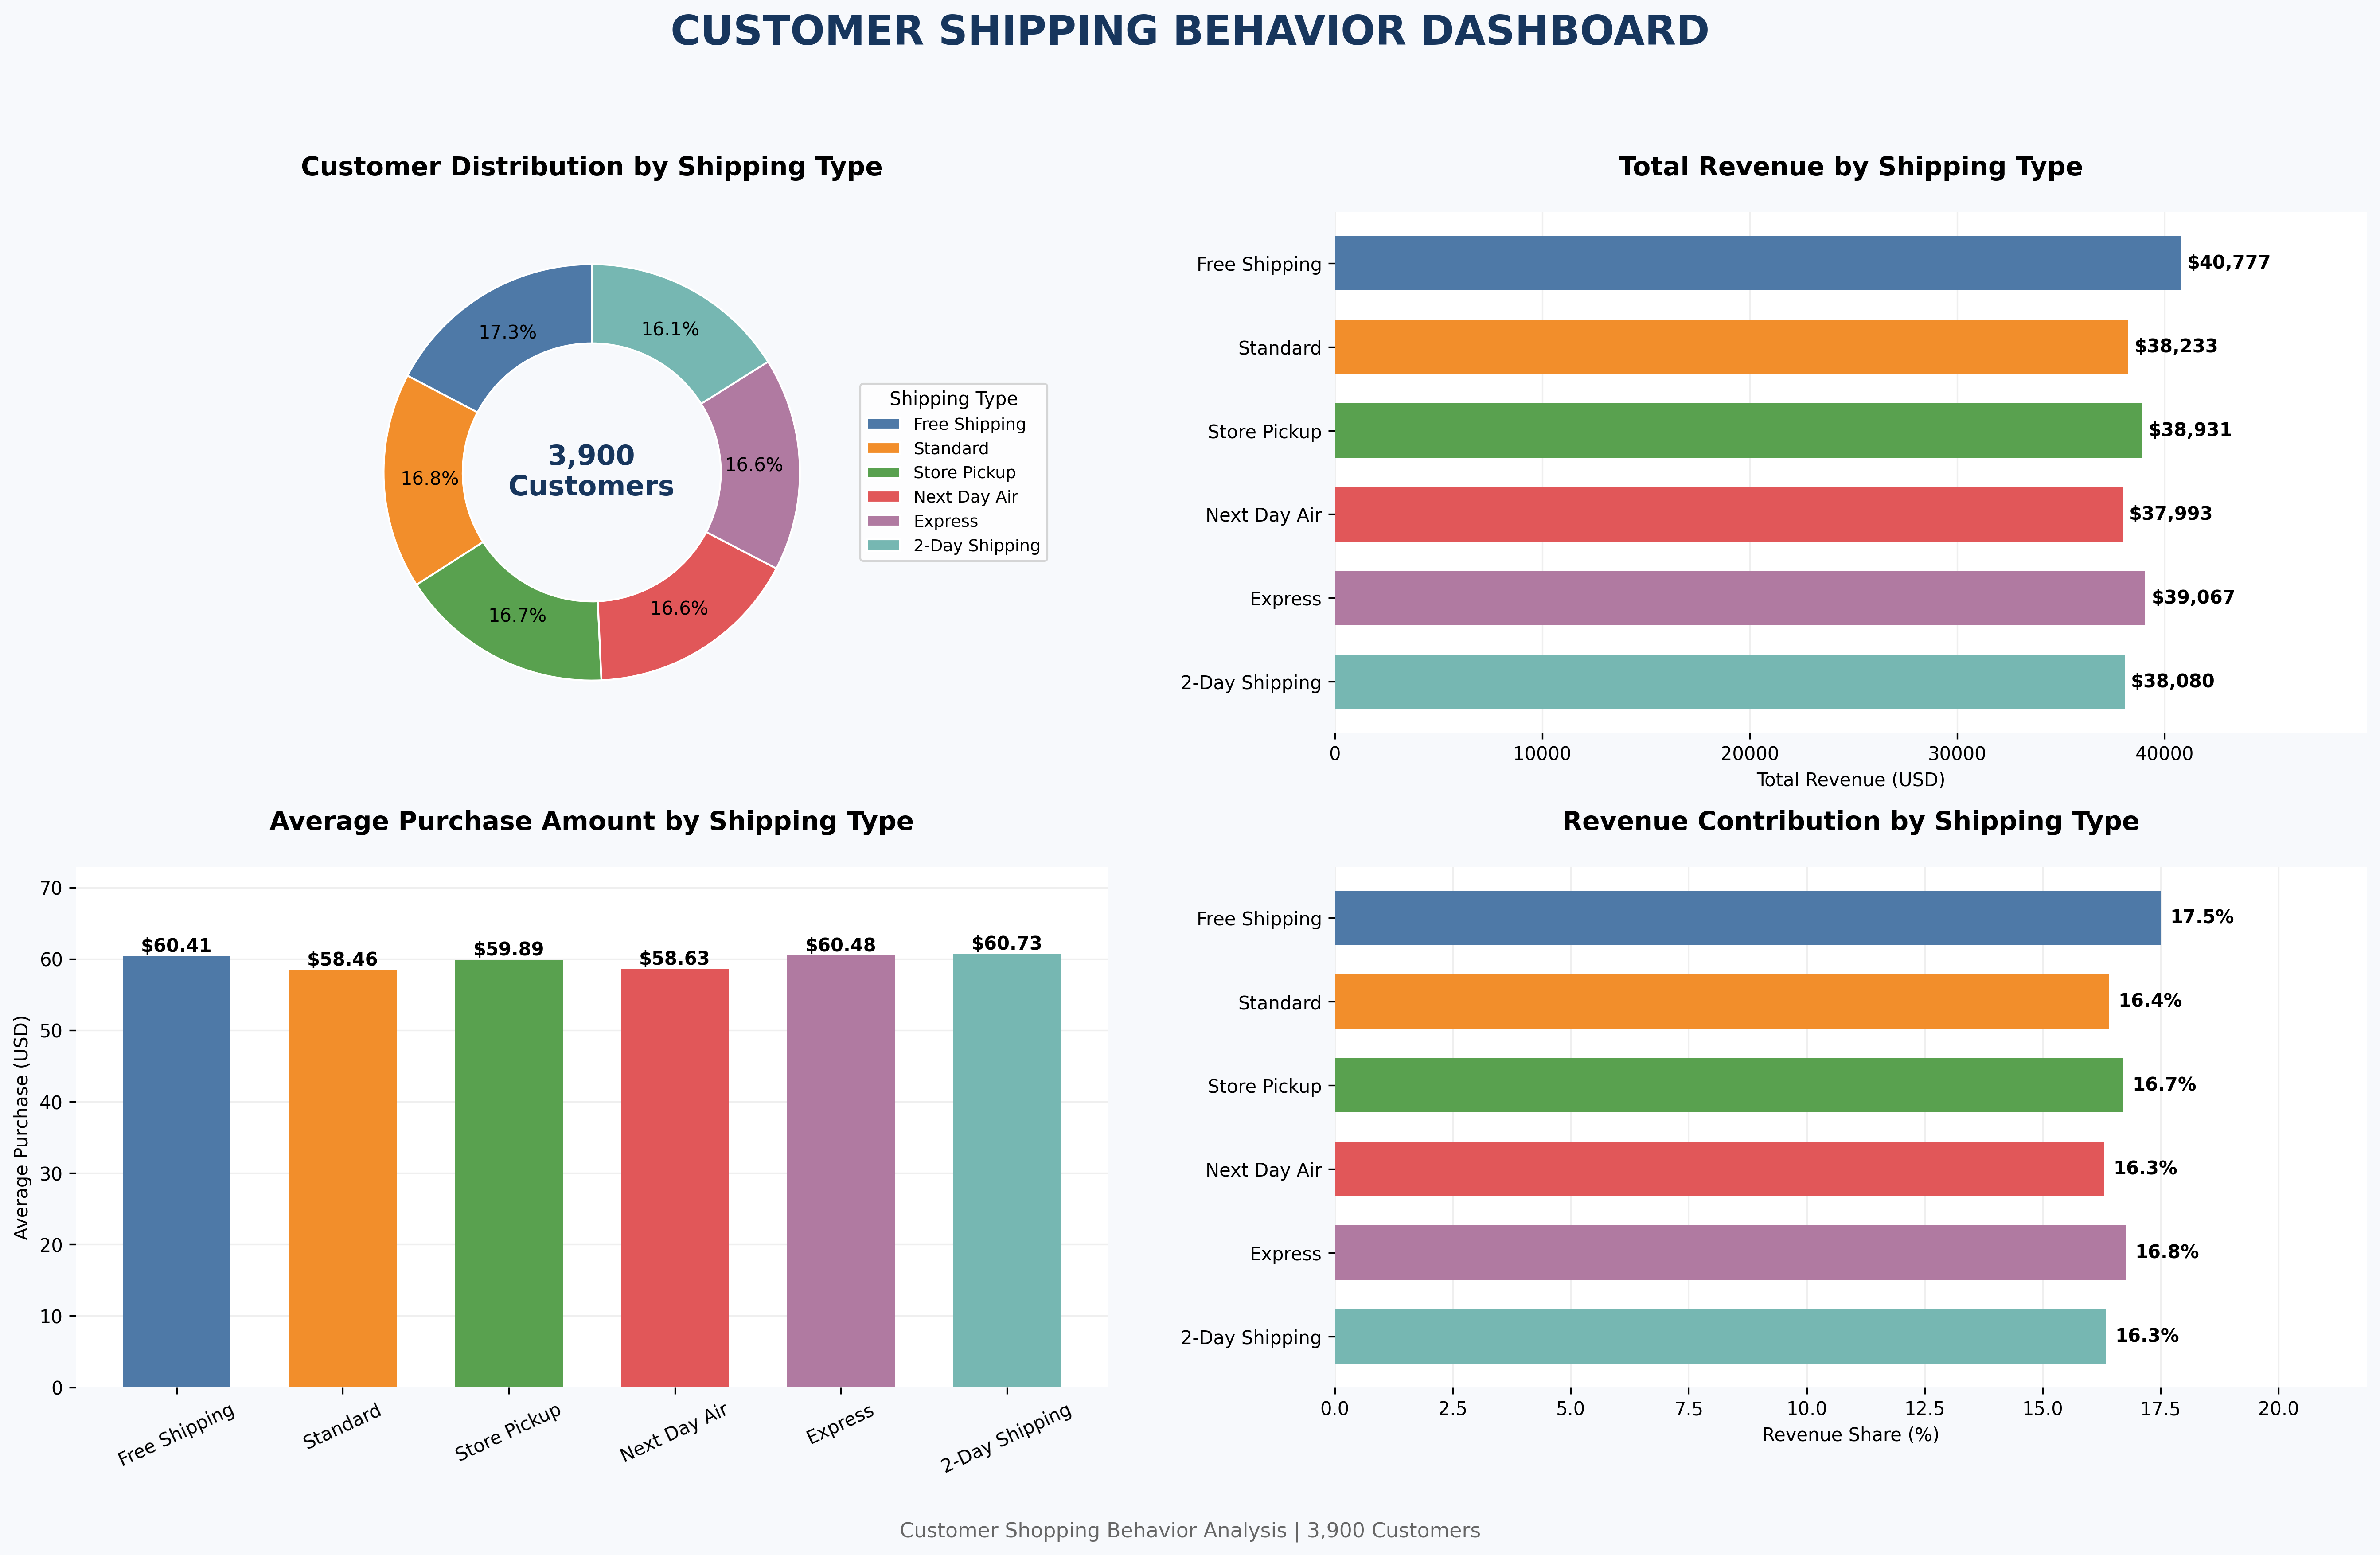 CUSTOMER SHIPPING BEHAVIOR DASHBOARD
Customer Distribution by Shipping Type
17.3%
16.1%
16.8%
16.6%
16.7%
16.6%
3,900
Customers
Shipping Type
Free Shipping
Standard
Store Pickup
Next Day Air
Express
2-Day Shipping
Total Revenue by Shipping Type
Free Shipping
$40,777
Standard
$38,233
Store Pickup
$38,931
Next Day Air
$37,993
Express
$39,067
2-Day Shipping
$38,080
0
10000
20000
30000
40000
Total Revenue (USD)
Average Purchase Amount by Shipping Type
Average Purchase (USD)
70
60
50
40
30
20
10
0
$60.41
$58.46
$59.89
$58.63
$60.48
$60.73
Free Shipping
Standard
Store Pickup
Next Day Air
Express
2-Day Shipping
Revenue Contribution by Shipping Type
Free Shipping
17.5%
Standard
16.4%
Store Pickup
16.7%
Next Day Air
16.3%
Express
16.8%
2-Day Shipping
16.3%
0.0
2.5
5.0
7.5
10.0
12.5
15.0
17.5
20.0
Revenue Share (%)
Customer Shopping Behavior Analysis | 3,900 Customers